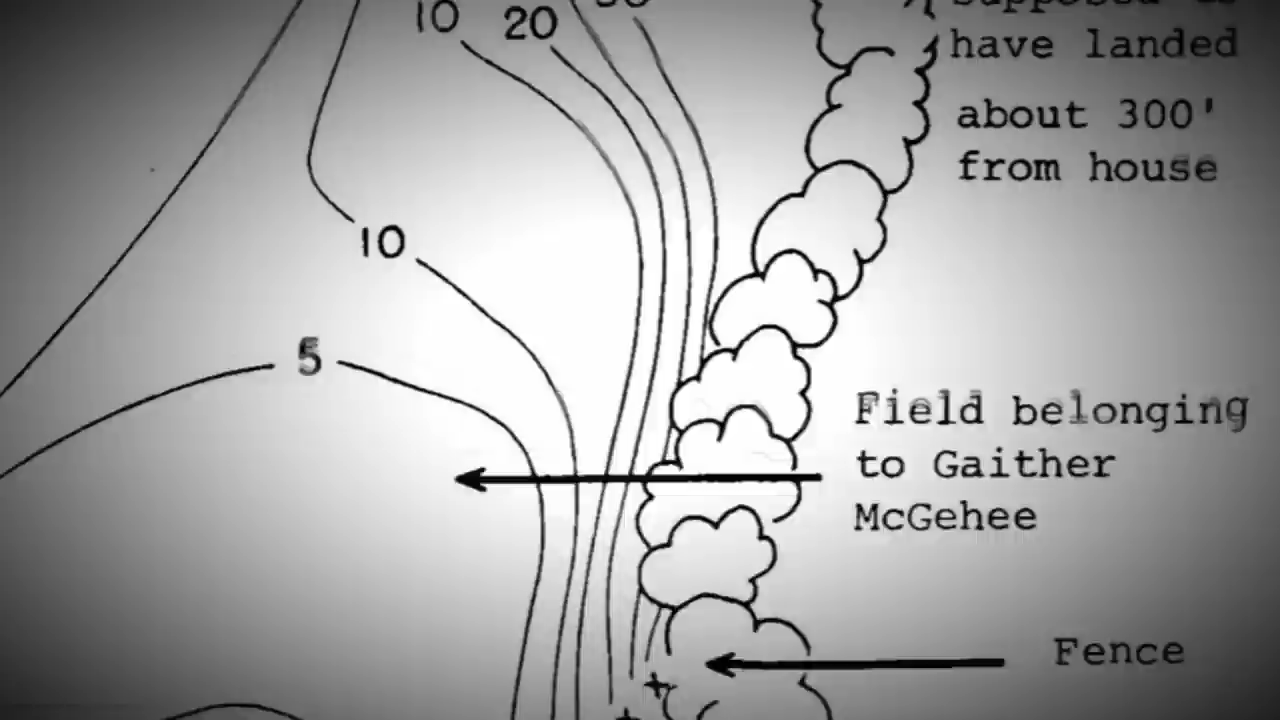 10
20
have landed
about 300'
from house
10
5
Field belonging
to Gaither
McGehee
Fence